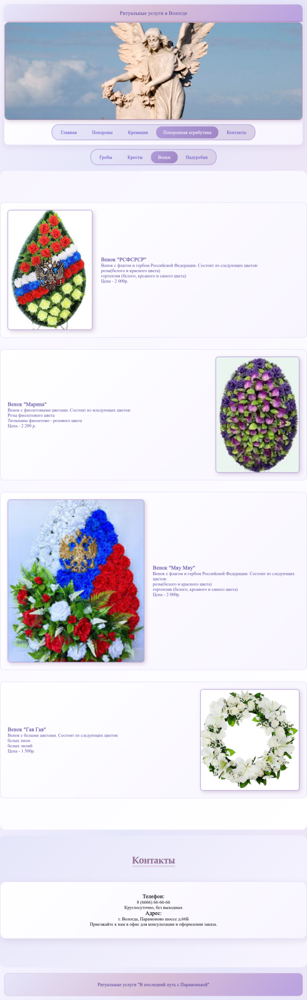 Ритуальные услуги в Вологде
Главная Похороны Кремация Похоронная атрибутика Контакты
Гробы Кресты Венки Надгробия
Венок "РСФСРСР"
Венок с флагом и гербом Российской Федерации. Состоит из следующих цветов:
розы(белого и красного цвета)
гортензия (белого, крсаного и синего цвета)
Цена - 2 000р.
Венок "Марина"
Венок с фиолетовыми цветами. Состоит из мледующих цветов:
Розы фиолетового цвета
Тюльпаны фиолетово - розового цвета
Цена - 2 200 р.
Венок "Мяу Мяу"
Венок с флагом и гербом Российской Федерации. Состоит из следующих
цветов:
розы(белого и красного цвета)
гортензия (белого, крсаного и синего цвета)
Цена - 2 000р.
Венок "Гав Гав"
Венок с белыми цветами. Состоит из следующих цветов:
белых пион
белых лилий
Цена - 1 500р.
Контакты
Телефон:
8 (6666) 66-66-66
Круглосуточно, без выходных
Адрес:
г. Вологда, Парамоново шоссе д.66Б
Приезжайте к нам в офис для консультации и оформления заказа.
Ритуальные услуги "В последний путь с Парамонькой"